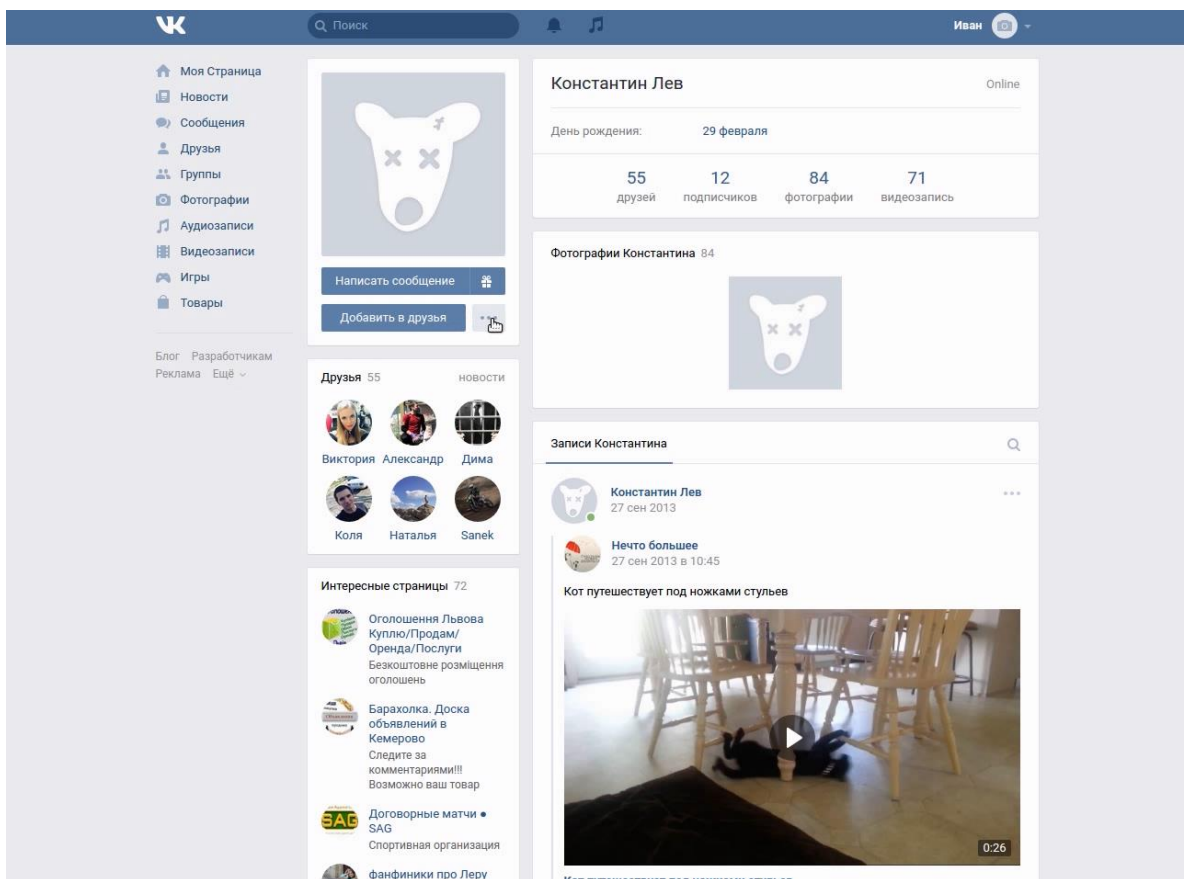 Поиск
Иван
Моя Страница
Новости
Сообщения
Друзья
Группы
Фотографии
Аудиозаписи
Видеозаписи
Игры
Товары
Блог Разработчикам
Реклама Ещё
Написать сообщение
Добавить в друзья
Друзья 55 новости
Виктория Александр Дима
Коля Наталья Sanek
Интересные страницы 72
Оголошення Львова
Куплю/Продам/
Оренда/Послуги
Безкоштовне розміщення
оголошень
Барахолка. Доска
объявлений в
Кемерово
Следите за
комментариями!!!
Возможно ваш товар
SAG
Договорные матчи ●
SAG
Спортивная организация
фанфиники про Леру
Константин Лев Online
День рождения: 29 февраля
55 12 84 71
друзей подписчиков фотографии видеозапись
Фотографии Константина 84
Записи Константина
Константин Лев
27 сен 2013
Нечто большее
27 сен 2013 в 10:45
Кот путешествует под ножками стульев
0:26